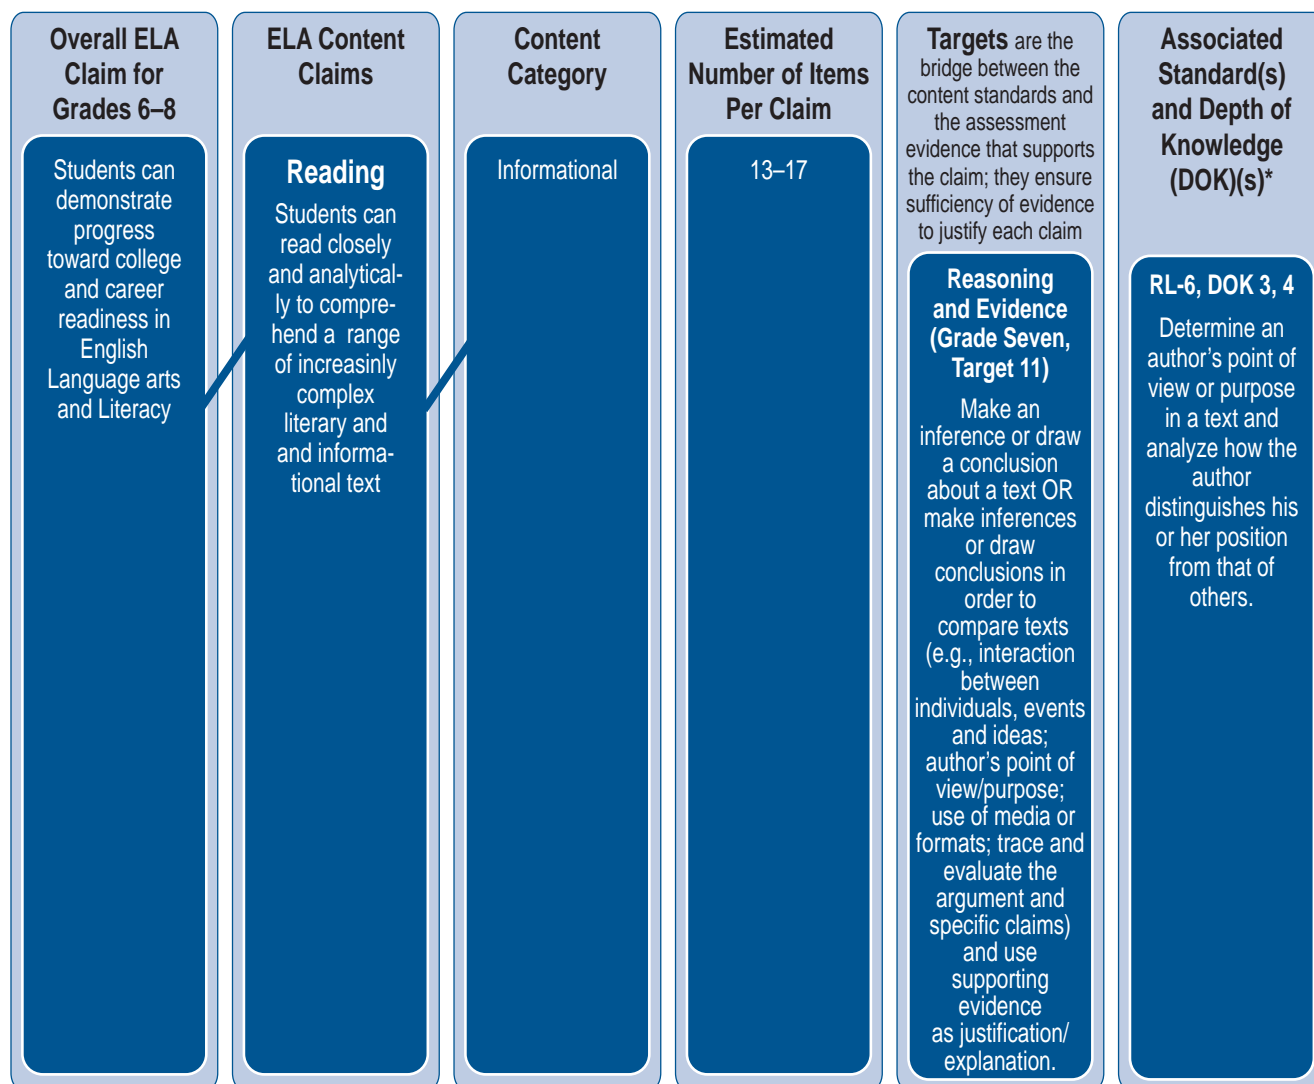 Overall ELA
Claim for
Grades 6–8
Students can
demonstrate
progress
toward college
and career
readiness in
English
Language arts
and Literacy
ELA Content
Claims
Reading
Students can
read closely
and analytical-
ly to compre-
hend a range
of increasinly
complex
literary and
and informa-
tional text
Content
Category
Informational
Estimated
Number of Items
Per Claim
13–17
Targets are the
bridge between the
content standards and
the assessment
evidence that supports
the claim; they ensure
sufficiency of evidence
to justify each claim
Reasoning
and Evidence
(Grade Seven,
Target 11)
Make an
inference or draw
a conclusion
about a text OR
make inferences
or draw
conclusions in
order to
compare texts
(e.g., interaction
between
individuals, events
and ideas;
author’s point of
view/purpose;
use of media or
formats; trace and
evaluate the
argument and
specific claims)
and use
supporting
evidence
as justification/
explanation.
Associated
Standard(s)
and Depth of
Knowledge
(DOK)(s)*
RL-6, DOK 3, 4
Determine an
author’s point of
view or purpose
in a text and
analyze how the
author
distinguishes his
or her position
from that of
others.